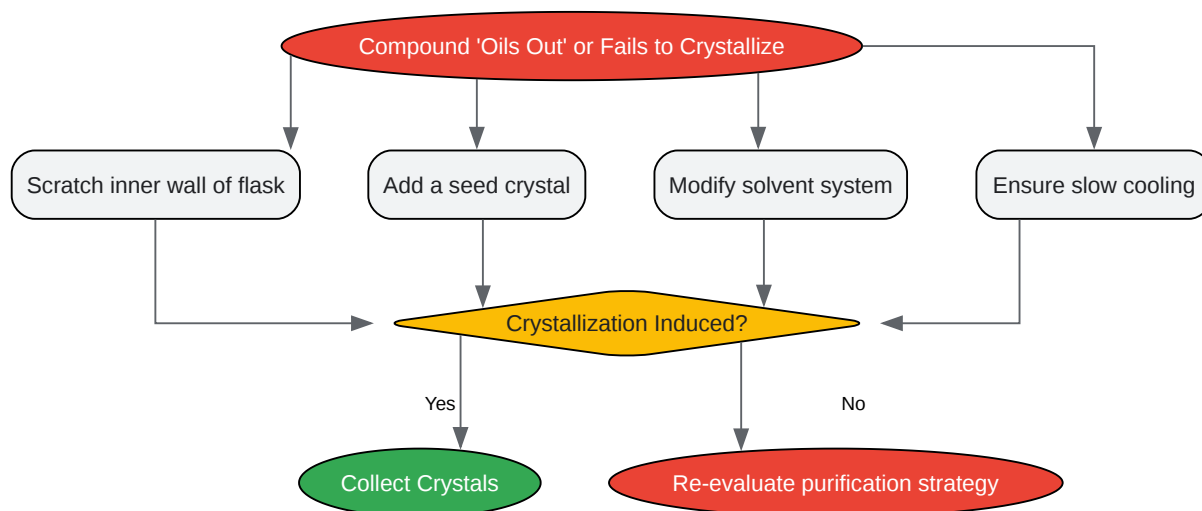 Compound 'Oils Out' or Fails to Crystallize
Scratch inner wall of flask
Add a seed crystal
Modify solvent system
Ensure slow cooling
Crystallization Induced?
Yes
No
Collect Crystals
Re-evaluate purification strategy